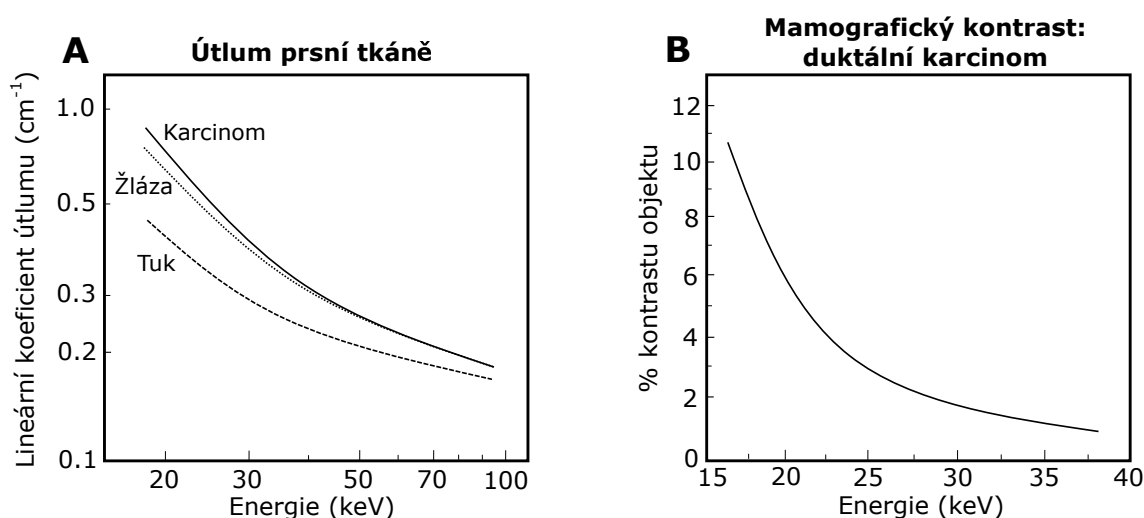 A
Útlum prsní tkáně
Lineární koeficient útlumu (cm⁻¹)
1.0
0.5
0.3
0.2
0.1
Karcinom
Žláza
Tuk
20 30 50 70 100
Energie (keV)
B
Mamografický kontrast:
duktální karcinom
% kontrastu objektu
12
10
8
6
4
2
0
15 20 25 30 35 40
Energie (keV)